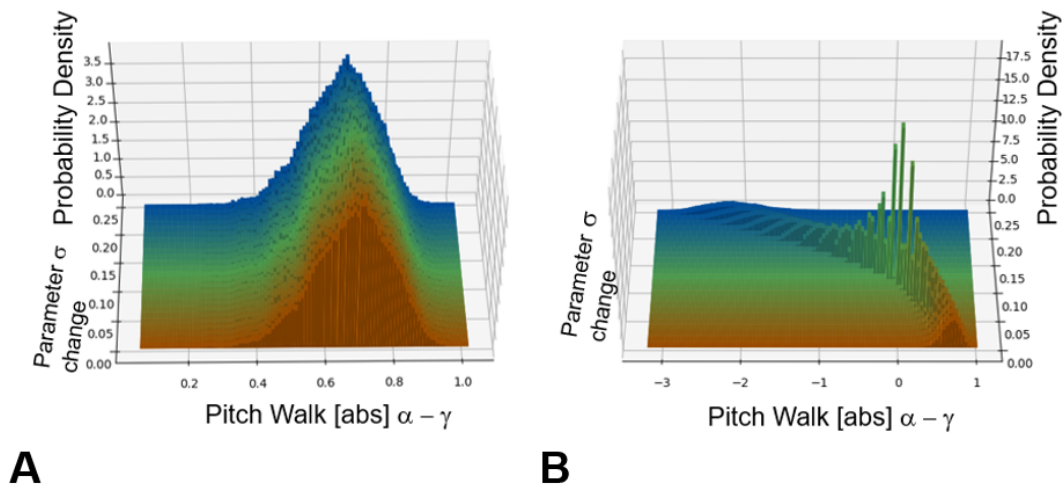 Probability Density
3.5
3.0
2.5
2.0
1.5
1.0
0.5
0.0
Parameter σ
change
0.25
0.20
0.15
0.10
0.05
0.00
0.2 0.4 0.6 0.8 1.0
Pitch Walk [abs] α – γ
A
Probability Density
17.5
15.0
12.5
10.0
7.5
5.0
2.5
0.0
Parameter σ
change
0.25
0.20
0.15
0.10
0.05
0.00
−3 −2 −1 0 1
Pitch Walk [abs] α – γ
B